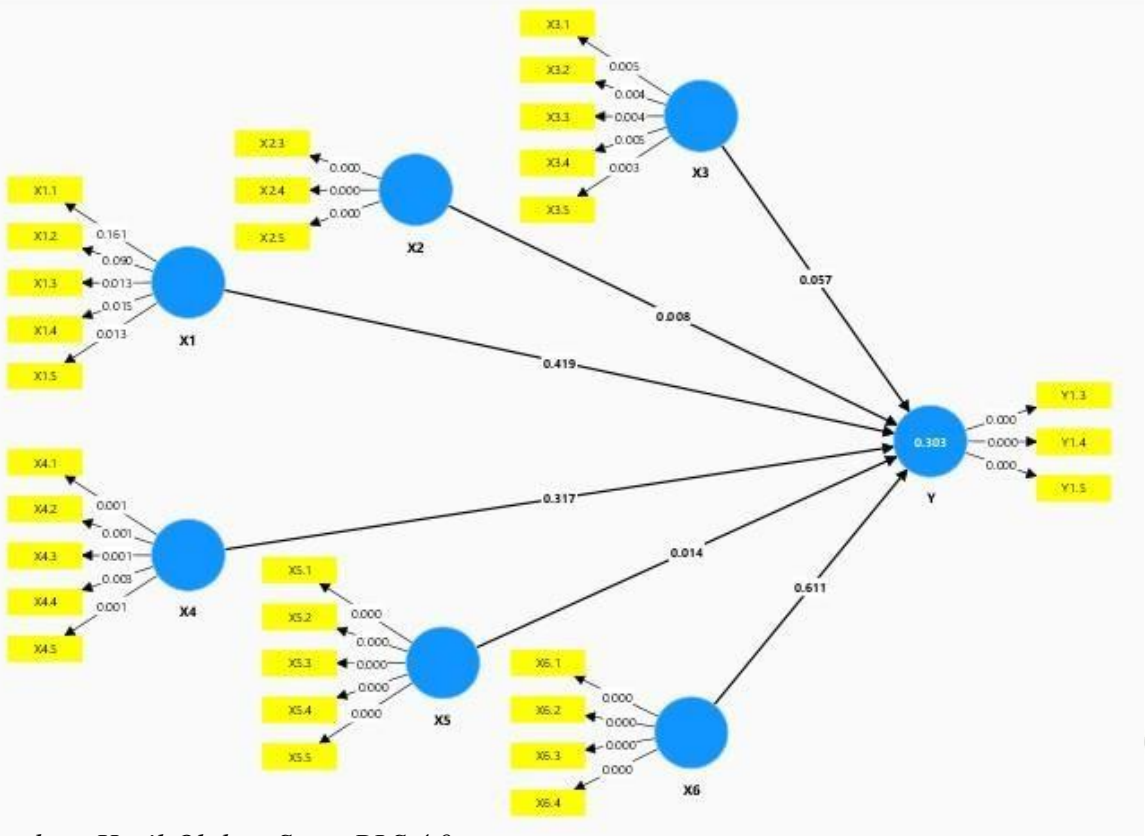 X3.1
X3.2
X3.3
X3.4
X3.5
0.005
0.004
0.004
0.005
0.003
X3
X2.3
X2.4
X2.5
0.000
0.000
0.000
X2
X1.1
X1.2
X1.3
X1.4
X1.5
0.161
0.090
0.013
0.015
0.013
X1
0.057
0.008
0.419
0.303
Y
0.000
0.000
0.000
Y1.3
Y1.4
Y1.5
X4.1
X4.2
X4.3
X4.4
X4.5
0.001
0.001
0.001
0.003
0.001
X4
0.317
0.014
0.611
X5.1
X5.2
X5.3
X5.4
X5.5
0.000
0.000
0.000
0.000
0.000
X5
X6.1
X6.2
X6.3
X6.4
0.000
0.000
0.000
0.000
X6